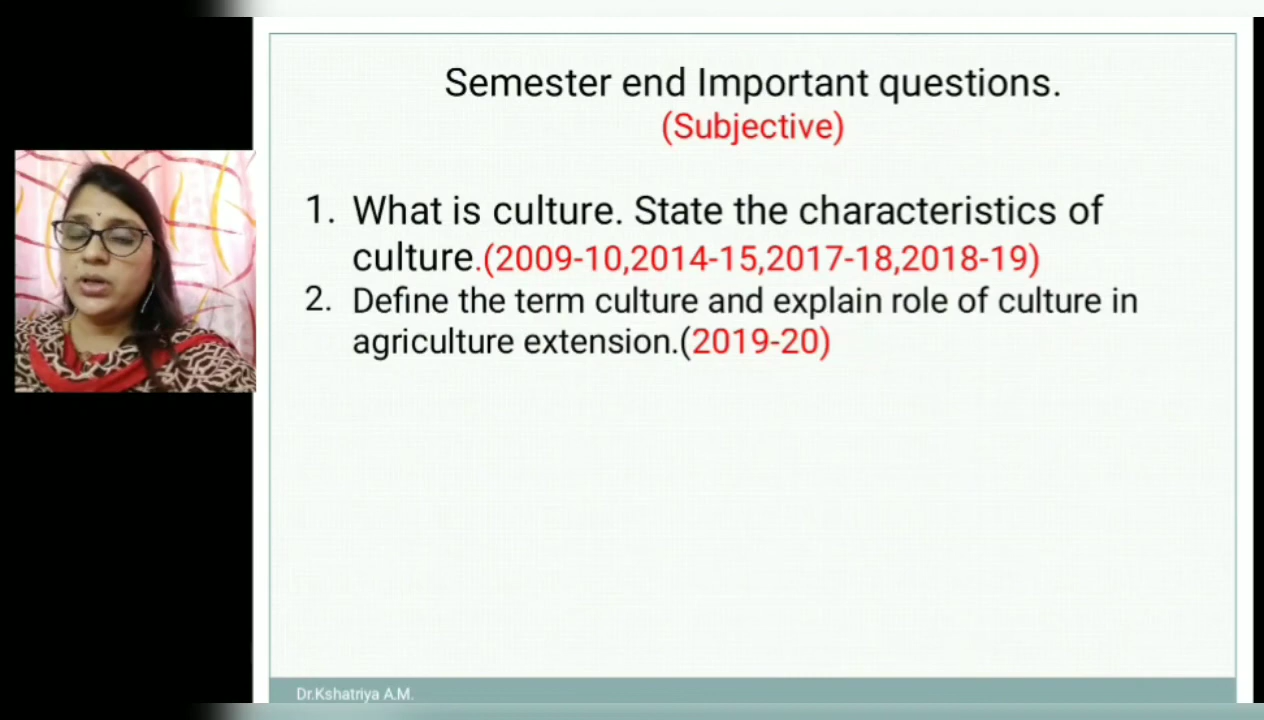 Semester end Important questions.
(Subjective)
1. What is culture. State the characteristics of
culture.(2009-10,2014-15,2017-18,2018-19)
2. Define the term culture and explain role of culture in
agriculture extension.(2019-20)
Dr.Kshatriya A.M.